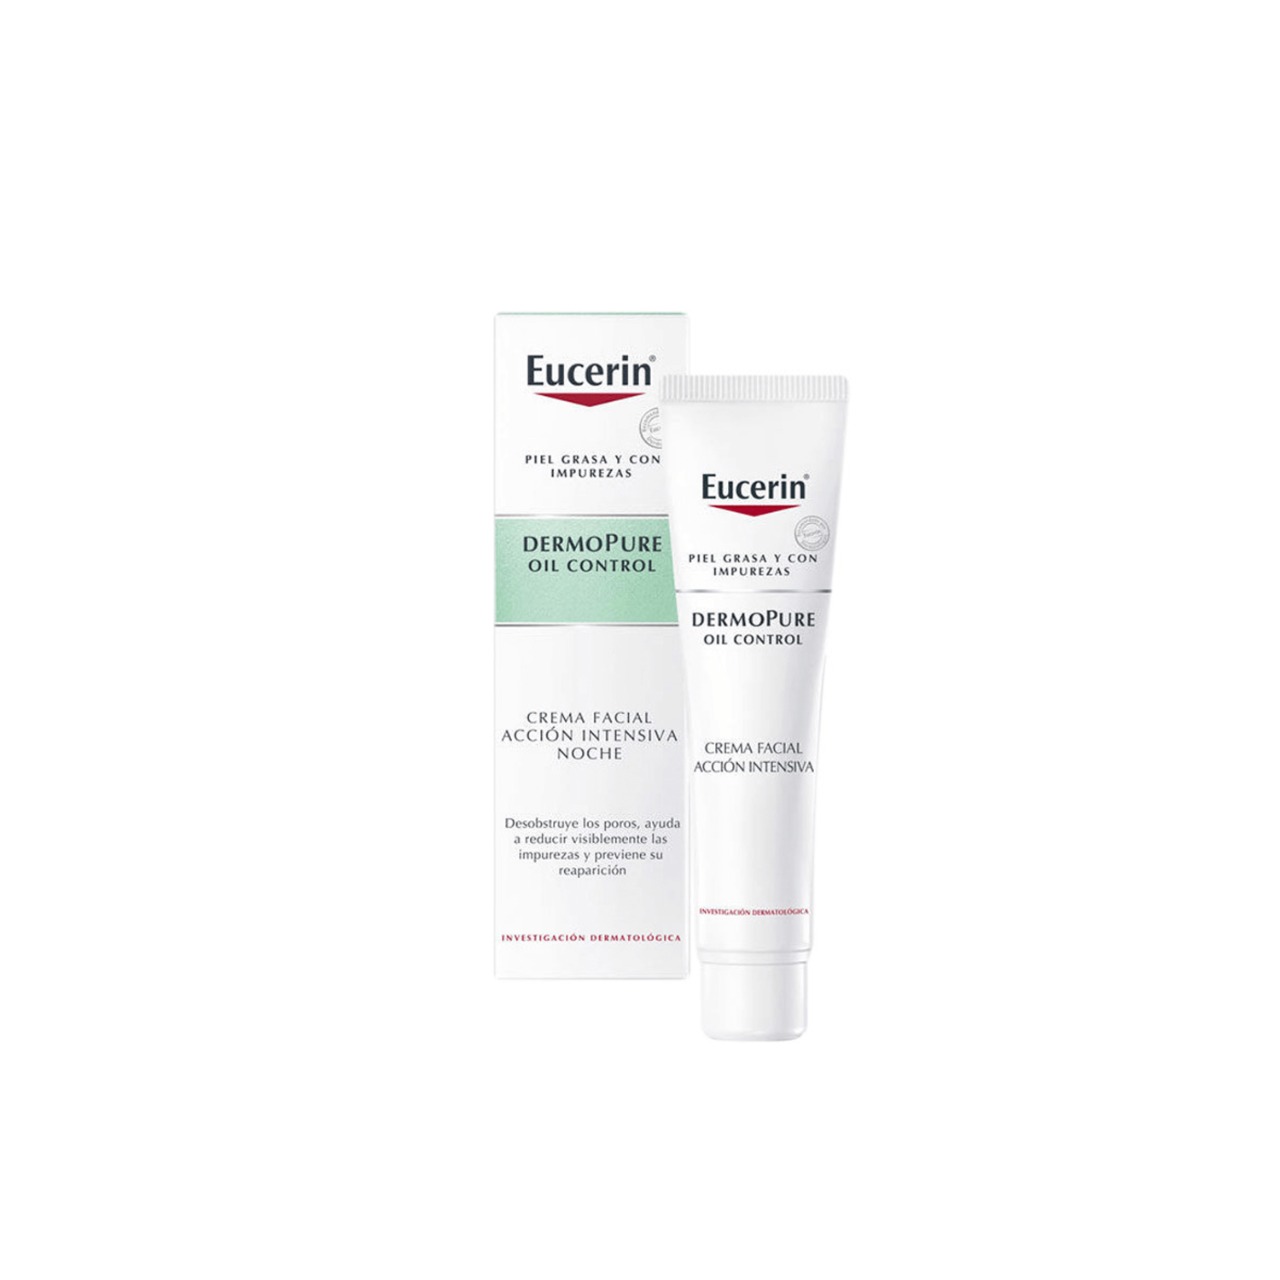 Eucerin®
PIEL GRASA Y CON
IMPUREZAS
DERMOPURE
OIL CONTROL
CREMA FACIAL
ACCIÓN INTENSIVA
NOCHE
Desobstruye los poros, ayuda
a reducir visiblemente las
impurezas y previene su
reaparición
INVESTIGACIÓN DERMATOLÓGICA
Eucerin®
PIEL GRASA Y CON
IMPUREZAS
DERMOPURE
OIL CONTROL
CREMA FACIAL
ACCIÓN INTENSIVA
INVESTIGACIÓN DERMATOLÓGICA